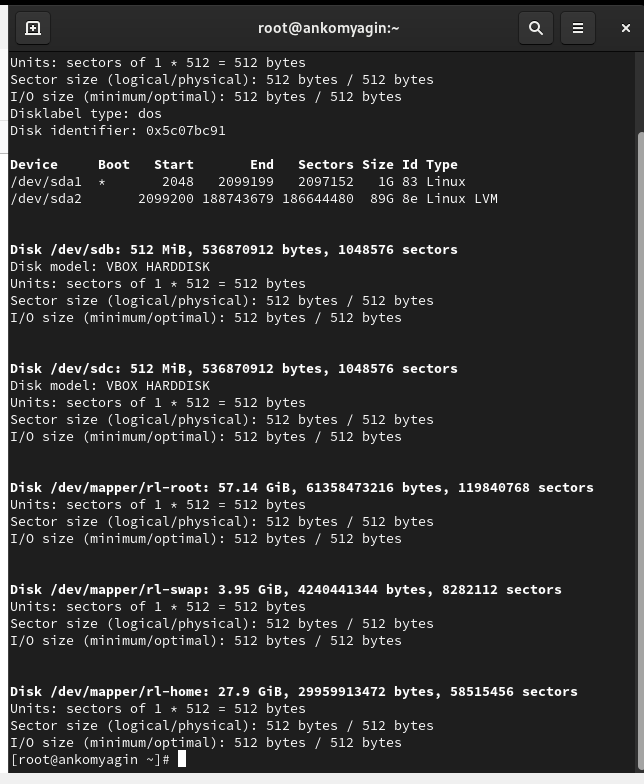 root@ankomyagin:~
Units: sectors of 1 * 512 = 512 bytes
Sector size (logical/physical): 512 bytes / 512 bytes
I/O size (minimum/optimal): 512 bytes / 512 bytes
Disklabel type: dos
Disk identifier: 0x5c07bc91
Device     Boot   Start       End   Sectors Size Id Type
/dev/sda1  *       2048   2099199   2097152   1G 83 Linux
/dev/sda2       2099200 188743679 186644480  89G 8e Linux LVM
Disk /dev/sdb: 512 MiB, 536870912 bytes, 1048576 sectors
Disk model: VBOX HARDDISK
Units: sectors of 1 * 512 = 512 bytes
Sector size (logical/physical): 512 bytes / 512 bytes
I/O size (minimum/optimal): 512 bytes / 512 bytes
Disk /dev/sdc: 512 MiB, 536870912 bytes, 1048576 sectors
Disk model: VBOX HARDDISK
Units: sectors of 1 * 512 = 512 bytes
Sector size (logical/physical): 512 bytes / 512 bytes
I/O size (minimum/optimal): 512 bytes / 512 bytes
Disk /dev/mapper/rl-root: 57.14 GiB, 61358473216 bytes, 119840768 sectors
Units: sectors of 1 * 512 = 512 bytes
Sector size (logical/physical): 512 bytes / 512 bytes
I/O size (minimum/optimal): 512 bytes / 512 bytes
Disk /dev/mapper/rl-swap: 3.95 GiB, 4240441344 bytes, 8282112 sectors
Units: sectors of 1 * 512 = 512 bytes
Sector size (logical/physical): 512 bytes / 512 bytes
I/O size (minimum/optimal): 512 bytes / 512 bytes
Disk /dev/mapper/rl-home: 27.9 GiB, 29959913472 bytes, 58515456 sectors
Units: sectors of 1 * 512 = 512 bytes
Sector size (logical/physical): 512 bytes / 512 bytes
I/O size (minimum/optimal): 512 bytes / 512 bytes
[root@ankomyagin ~]#